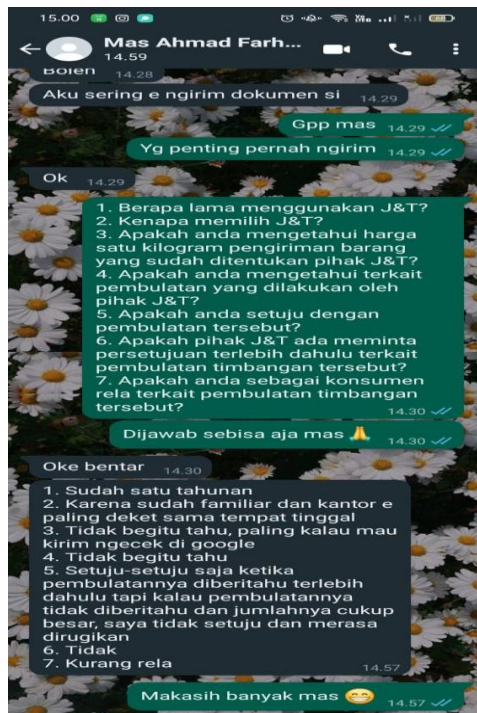 15.00
Mas Ahmad Farh...
14.59
Boleh 14.28
Aku sering e ngirim dokumen si 14.29
Gpp mas 14.29
Yg penting pernah ngirim 14.29
Ok 14.29
1. Berapa lama menggunakan J&T?
2. Kenapa memilih J&T?
3. Apakah anda mengetahui harga
satu kilogram pengiriman barang
yang sudah ditentukan pihak J&T?
4. Apakah anda mengetahui terkait
pembulatan yang dilakukan oleh
pihak J&T?
5. Apakah anda setuju dengan
pembulatan tersebut?
6. Apakah pihak J&T ada meminta
persetujuan terlebih dahulu terkait
pembulatan timbangan tersebut?
7. Apakah anda sebagai konsumen
rela terkait pembulatan timbangan
tersebut?
14.30
Dijawab sebisa aja mas 🙏 14.30
Oke bentar 14.30
1. Sudah satu tahunan
2. Karena sudah familiar dan kantor e
paling deket sama tempat tinggal
3. Tidak begitu tahu, paling kalau mau
kirim ngecek di google
4. Tidak begitu tahu
5. Setuju-setuju saja ketika
pembulatannya diberitahu terlebih
dahulu tapi kalau pembulatannya
tidak diberitahu dan jumlahnya cukup
besar, saya tidak setuju dan merasa
dirugikan
6. Tidak
7. Kurang rela
14.57
Makasih banyak mas 😁 14.57